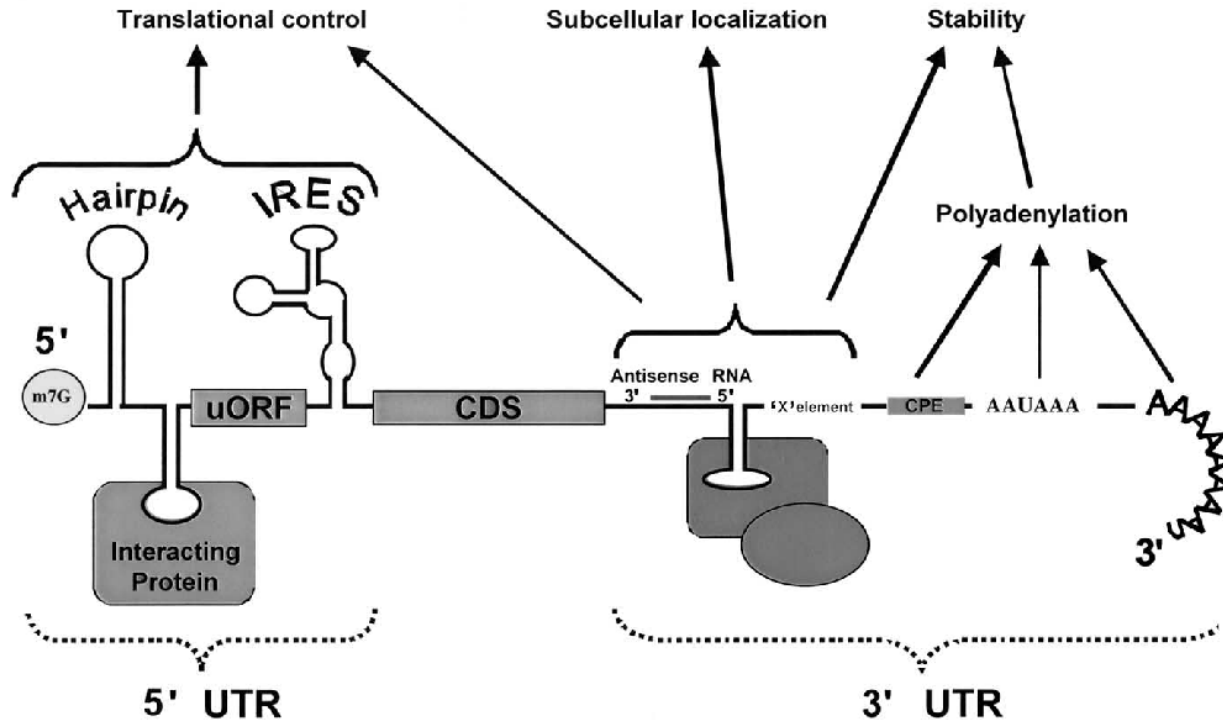 Translational control
Subcellular localization
Stability
Hairpin
IRES
Polyadenylation
5'
m7G
uORF
CDS
Antisense RNA
3' 5'
'X'element
CPE
AAUAAA
AAAAAAAS
3'
Interacting
Protein
5' UTR
3' UTR